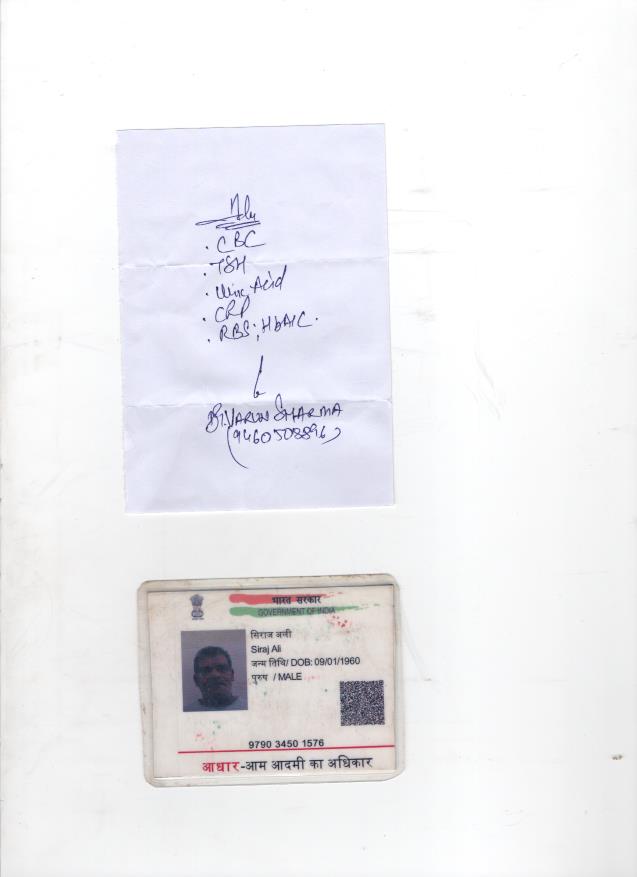 Adv
. CBC
. TSH
. Uric Acid
. CRP
. RBS; HbA1C.
Dr. VARUN SHARMA
(9460508896)
भारत सरकार
GOVERNMENT OF INDIA
सिराज अली
Siraj Ali
जन्म तिथि/ DOB: 09/01/1960
पुरुष / MALE
9790 3450 1576
आधार-आम आदमी का अधिकार